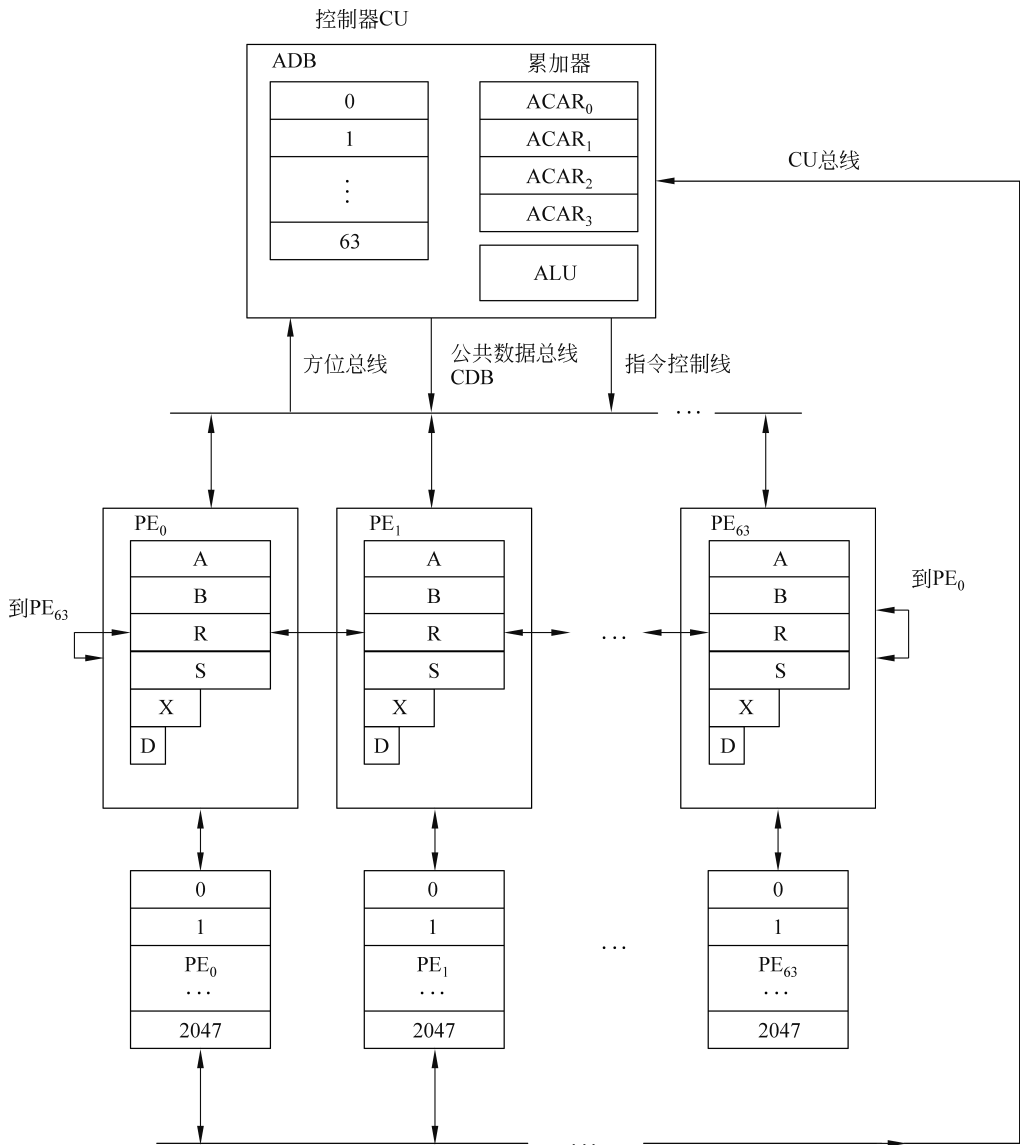 控制器CU
ADB
累加器
0
1
⋮
63
ACAR₀
ACAR₁
ACAR₂
ACAR₃
ALU
CU总线
方位总线
公共数据总线
CDB
指令控制线
…
PE₀
A
B
R
S
X
D
到PE₆₃
PE₁
A
B
R
S
X
D
…
PE₆₃
A
B
R
S
X
D
到PE₀
0
1
PE₀
…
2047
0
1
PE₁
…
2047
…
0
1
PE₆₃
…
2047
…